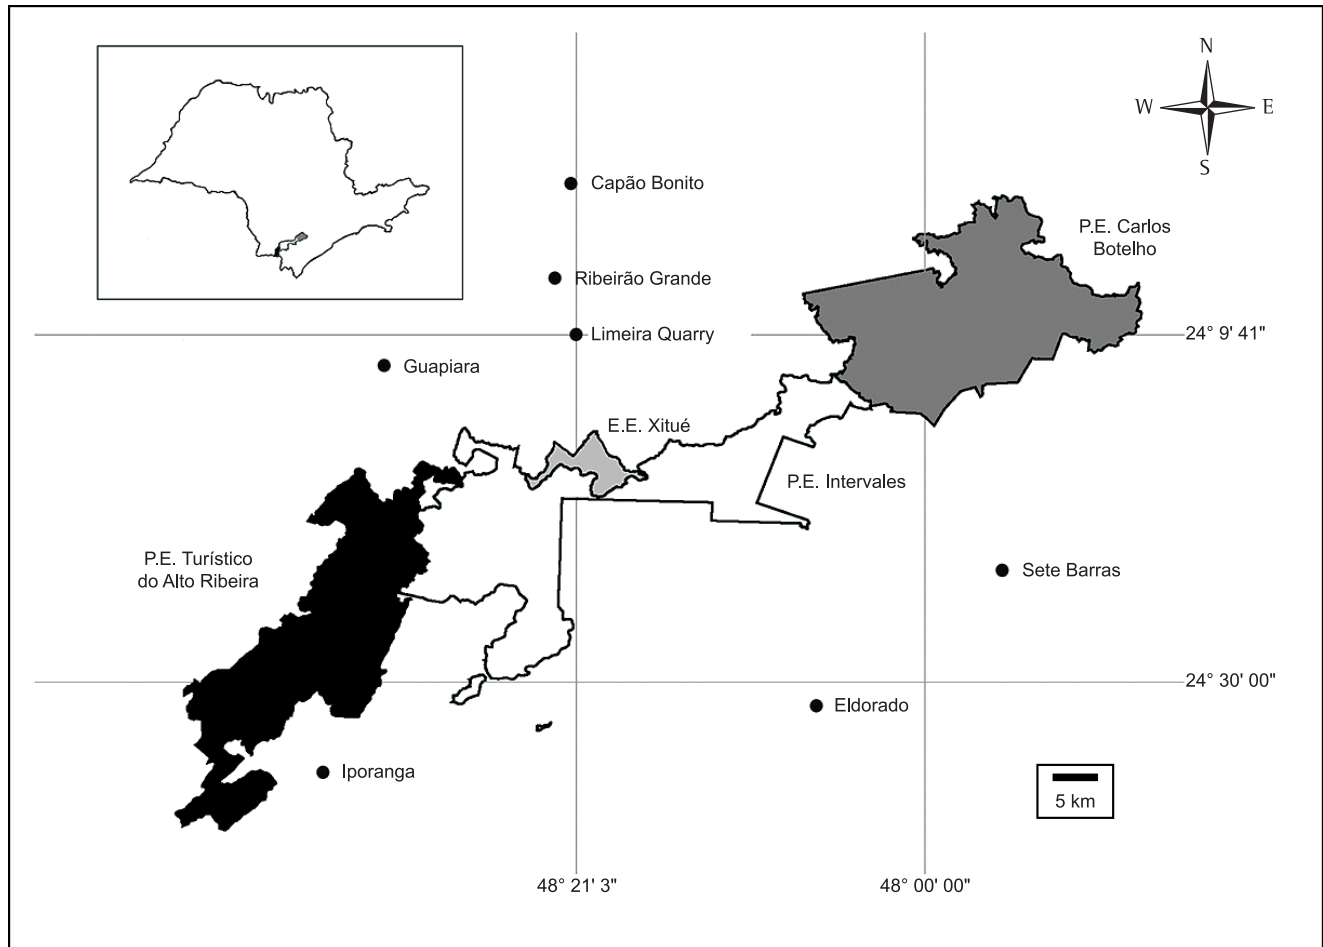 N
W
E
S
Capão Bonito
P.E. Carlos
Botelho
Ribeirão Grande
Limeira Quarry
24° 9' 41"
Guapiara
E.E. Xitué
P.E. Intervales
P.E. Turístico
do Alto Ribeira
Sete Barras
24° 30' 00"
Eldorado
Iporanga
5 km
48° 21' 3"
48° 00' 00"